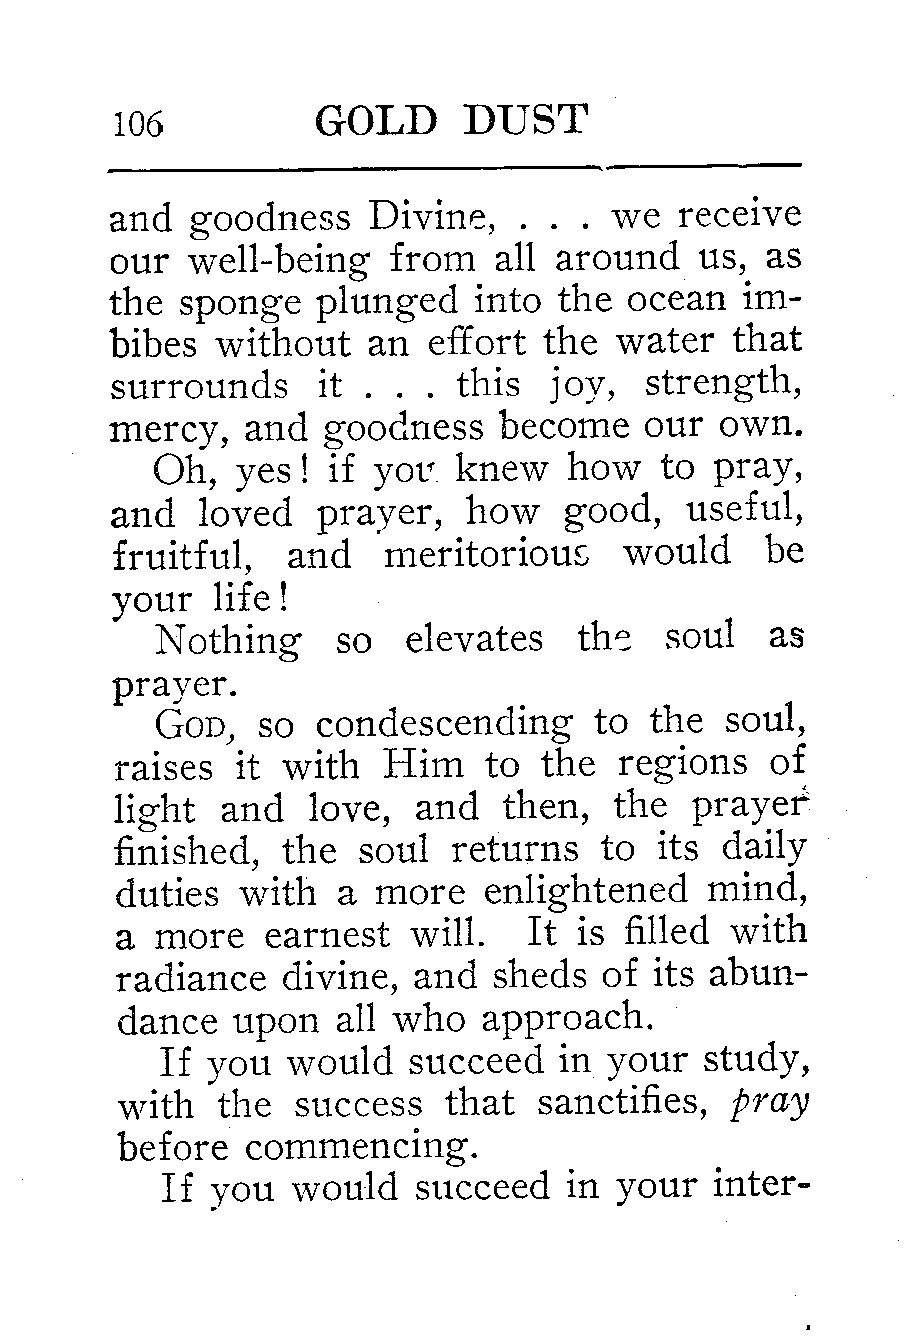 106 GOLD DUST
and goodness Divine, . . . we receive
our well-being from all around us, as
the sponge plunged into the ocean im-
bibes without an effort the water that
surrounds it . . . this joy, strength,
mercy, and goodness become our own.
Oh, yes! if you knew how to pray,
and loved prayer, how good, useful,
fruitful, and meritorious would be
your life!
Nothing so elevates the soul as
prayer.
GOD, so condescending to the soul,
raises it with Him to the regions of
light and love, and then, the prayer
finished, the soul returns to its daily
duties with a more enlightened mind,
a more earnest will. It is filled with
radiance divine, and sheds of its abun-
dance upon all who approach.
If you would succeed in your study,
with the success that sanctifies, pray
before commencing.
If you would succeed in your inter-